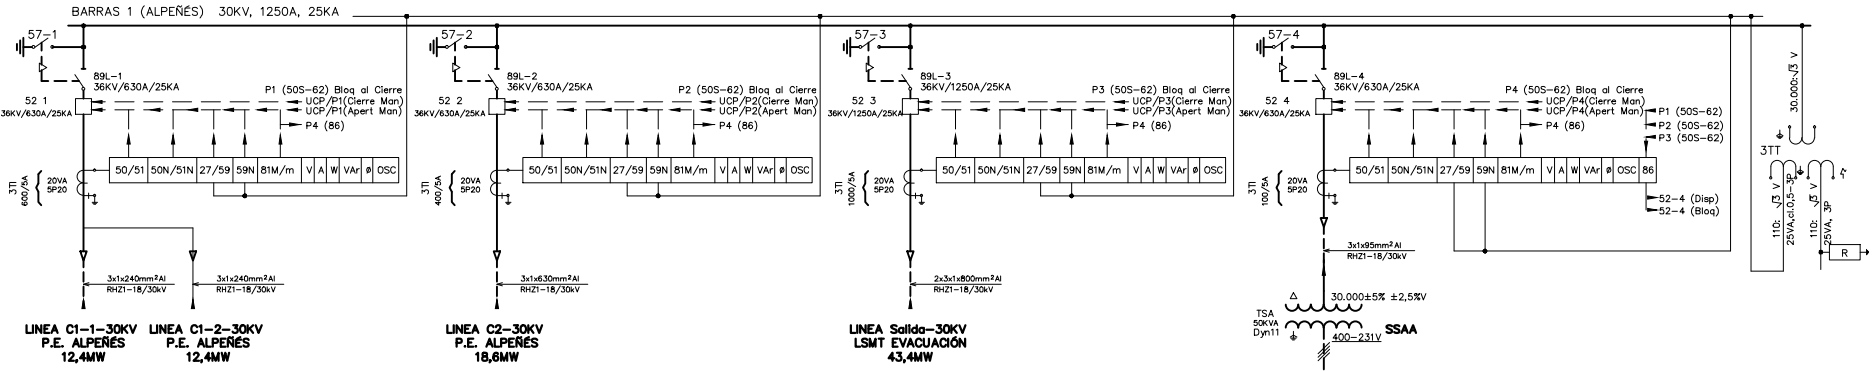 BARRAS 1 (ALPEÑÉS) 30KV, 1250A, 25KA
57-1
89L-1
36KV/630A/25KA
52 1
36KV/630A/25KA
P1 (50S-62) Bloq al Cierre
UCP/P1(Cierre Man)
UCP/P1(Apert Man)
P4 (86)
50/51 50N/51N 27/59 59N 81M/m V A W VAr ø OSC
3TI
600/5A
20VA
5P20
3x1x240mm²Al
RHZ1-18/30kV
3x1x240mm²Al
RHZ1-18/30kV
LINEA C1-1-30KV
P.E. ALPEÑÉS
12,4MW
LINEA C1-2-30KV
P.E. ALPEÑÉS
12,4MW
57-2
89L-2
36KV/630A/25KA
52 2
36KV/630A/25KA
P2 (50S-62) Bloq al Cierre
UCP/P2(Cierre Man)
UCP/P2(Apert Man)
P4 (86)
50/51 50N/51N 27/59 59N 81M/m V A W VAr ø OSC
3TI
400/5A
20VA
5P20
3x1x630mm²Al
RHZ1-18/30kV
LINEA C2-30KV
P.E. ALPEÑÉS
18,6MW
57-3
89L-3
36KV/1250A/25KA
52 3
36KV/1250A/25KA
P3 (50S-62) Bloq al Cierre
UCP/P3(Cierre Man)
UCP/P3(Apert Man)
P4 (86)
50/51 50N/51N 27/59 59N 81M/m V A W VAr ø OSC
3TI
1000/5A
20VA
5P20
2x3x1x800mm²Al
RHZ1-18/30kV
LINEA Salida-30KV
LSMT EVACUACIÓN
43,4MW
57-4
89L-4
36KV/630A/25KA
52 4
36KV/630A/25KA
P4 (50S-62) Bloq al Cierre
UCP/P4(Cierre Man)
UCP/P4(Apert Man)
P4 (86)
P1 (50S-62)
P2 (50S-62)
P3 (50S-62)
50/51 50N/51N 27/59 59N 81M/m V A W VAr ø OSC 86
3TI
100/5A
20VA
5P20
52-4 (Disp)
52-4 (Bloq)
3x1x95mm²Al
RHZ1-18/30kV
30.000±5% ±2,5%V
TSA
50KVA
Dyn11
SSAA
400-231V
30.000:√3 V
3TT
110: √3 V
25VA,cl.0,5-3P
110: √3 V
25VA, 3P
R